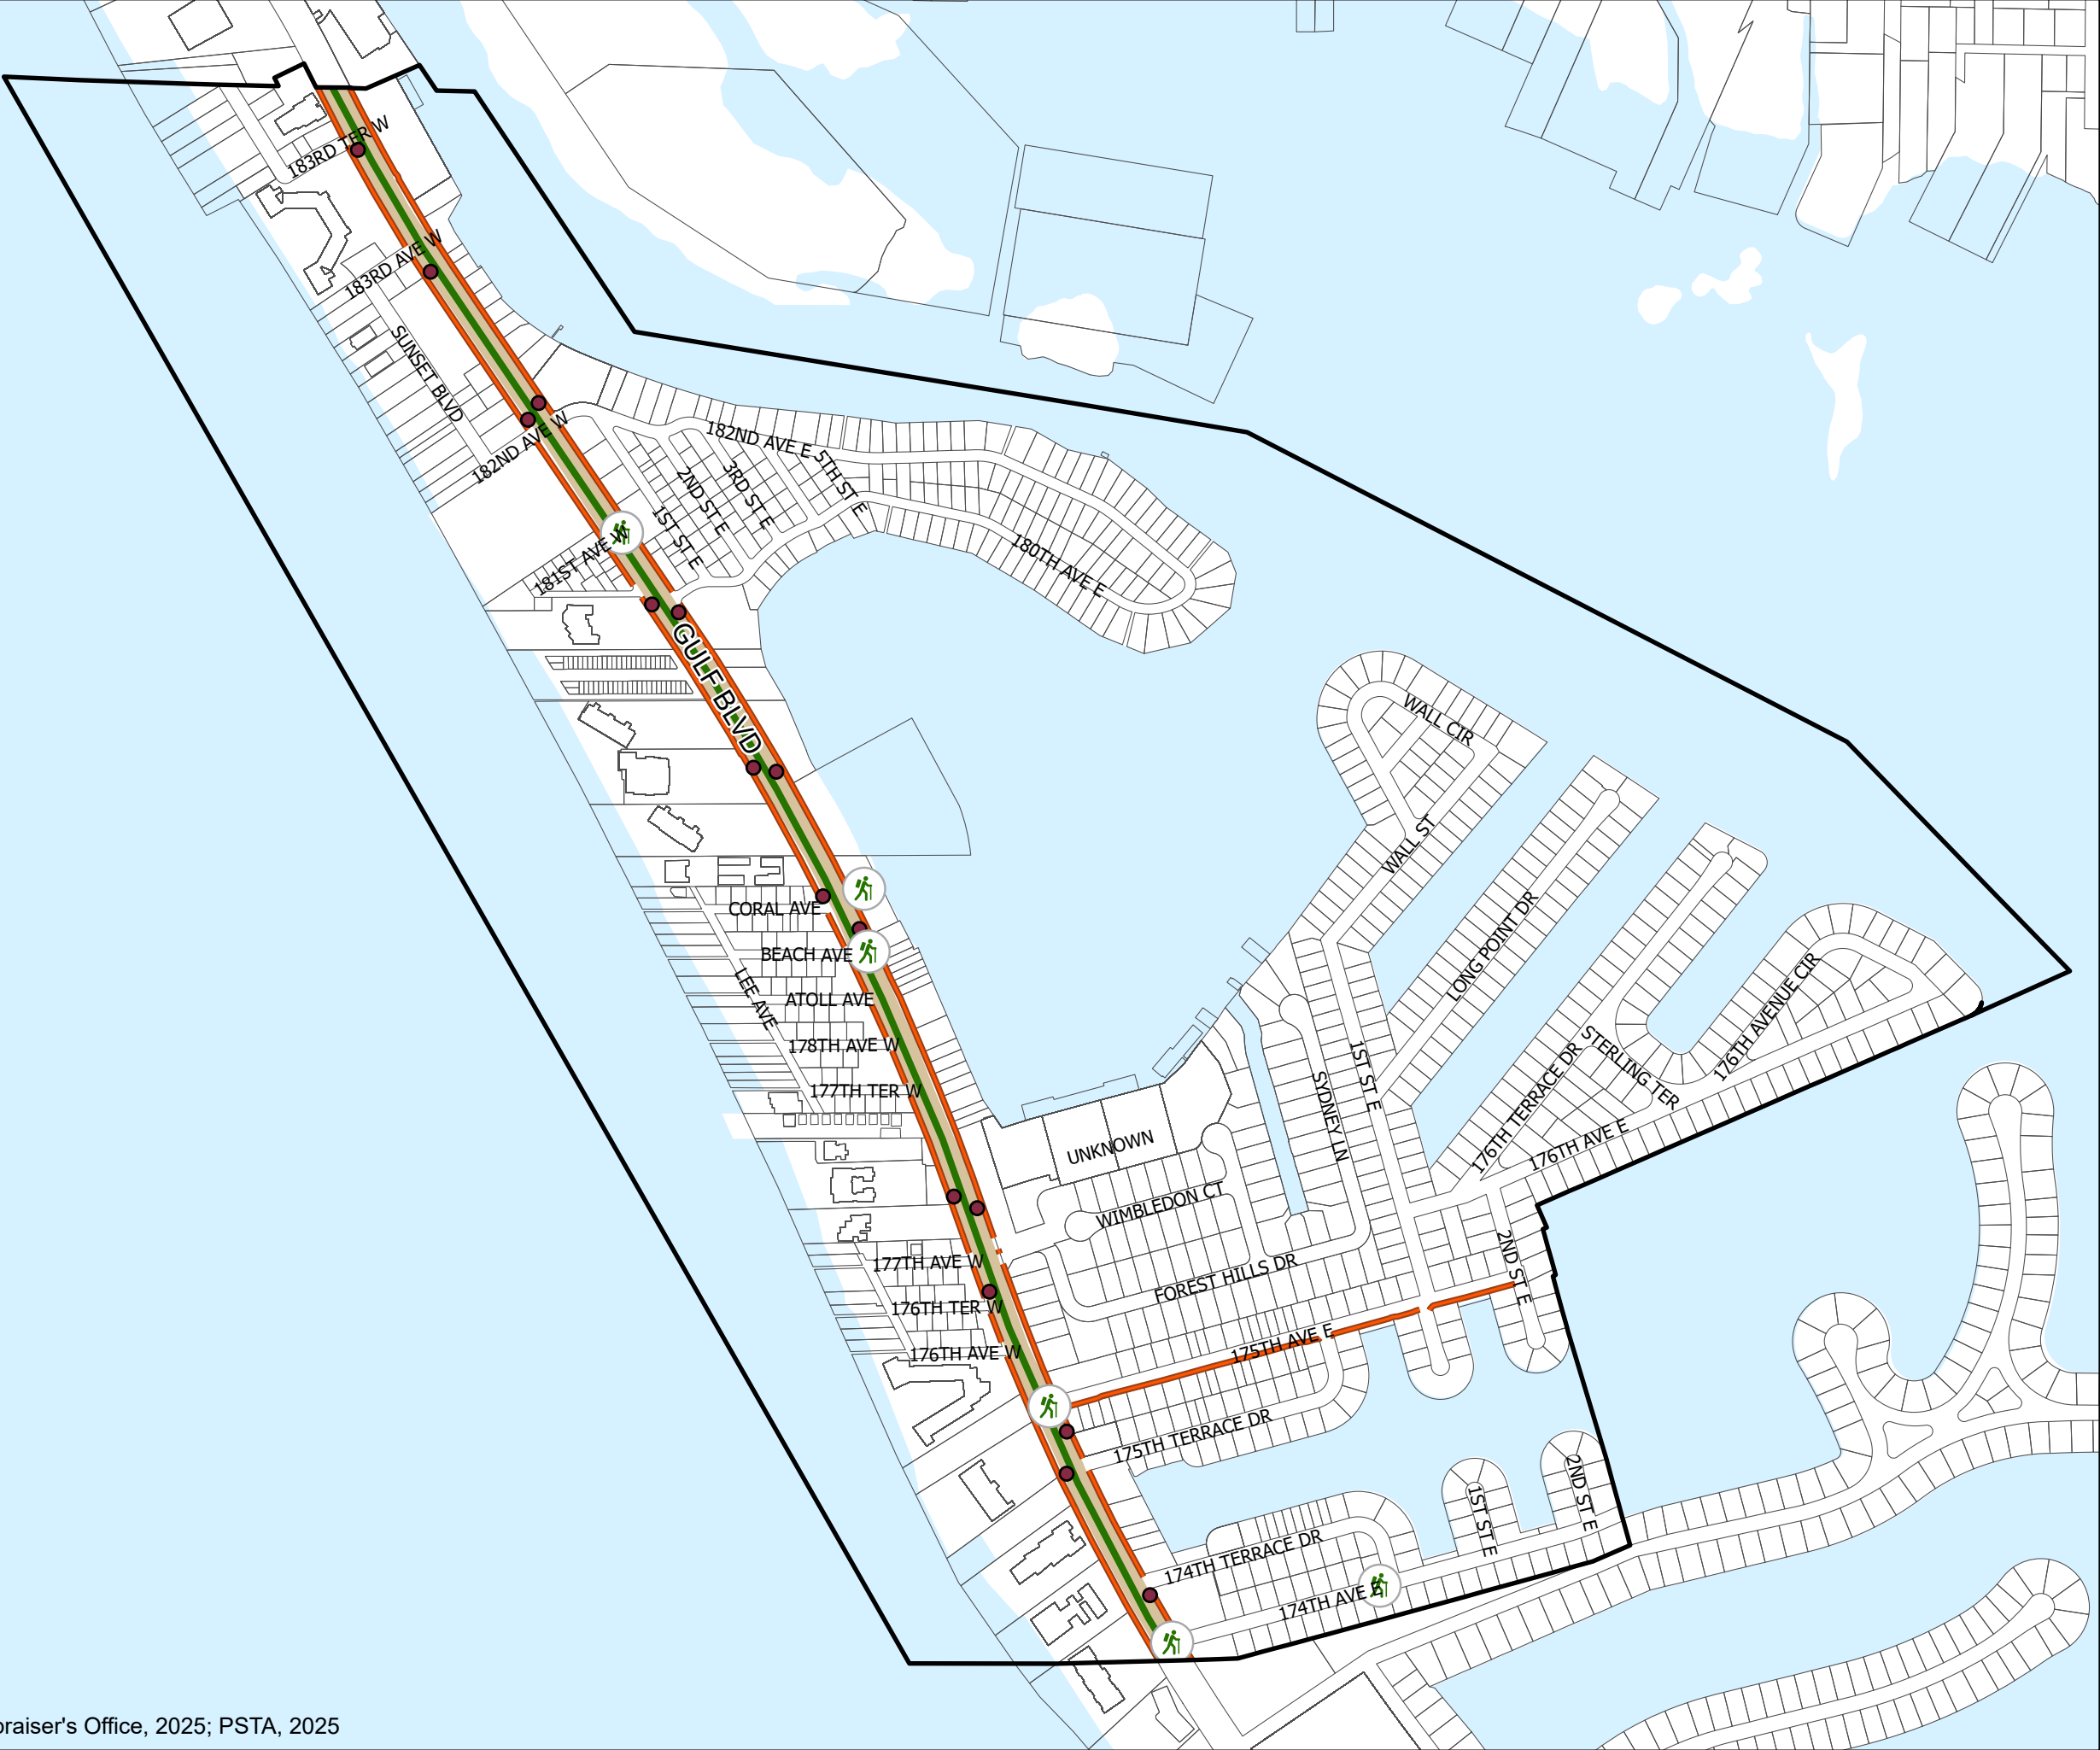 183RD TER W
183RD AVE W
SUNSET BLVD
182ND AVE W
182ND AVE E
5TH ST E
3RD ST E
2ND ST E
1ST ST E
181ST AVE W
180TH AVE E
GULF BLVD
WALL CIR
WALL ST
CORAL AVE
BEACH AVE
LEE AVE
ATOLL AVE
178TH AVE W
177TH TER W
LONG POINT DR
176TH AVENUE CIR
STERLING TER
176TH TERRACE DR
176TH AVE E
1ST ST E
SYDNEY LN
UNKNOWN
WIMBLEDON CT
FOREST HILLS DR
2ND ST E
177TH AVE W
176TH TER W
176TH AVE W
175TH AVE E
175TH TERRACE DR
1ST ST E
2ND ST E
174TH TERRACE DR
174TH AVE E
praiser's Office, 2025; PSTA, 2025